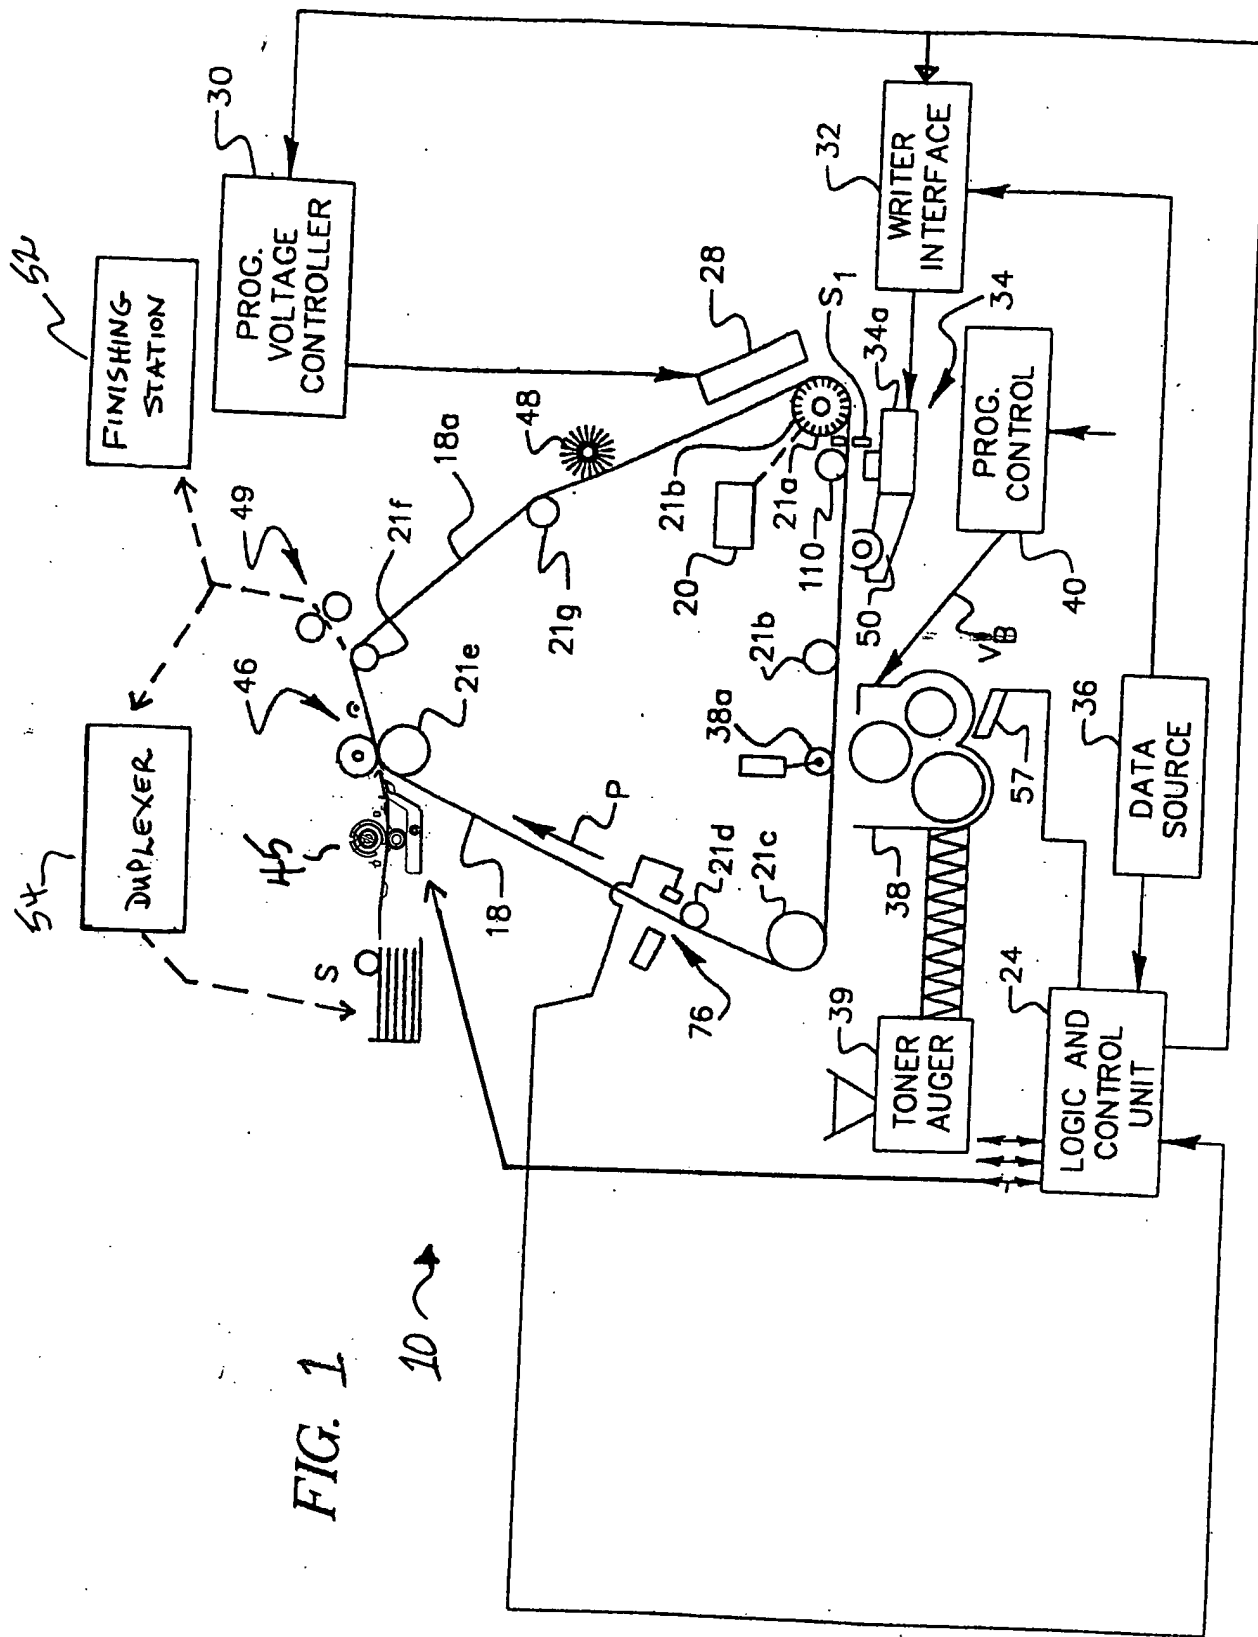 FIG. 1
10
54
DUPLEXER
52
FINISHING
STATION
30
PROG.
VOLTAGE
CONTROLLER
49
46
45
S
21f
18a
48
28
21e
21g
18
P
76
21d
21c
38a
21b
20
21b
21a
110
S1
34a
32
WRITER
INTERFACE
34
50
PROG.
CONTROL
40
VB
39
TONER
AUGER
38
57
36
DATA
SOURCE
24
LOGIC AND
CONTROL
UNIT